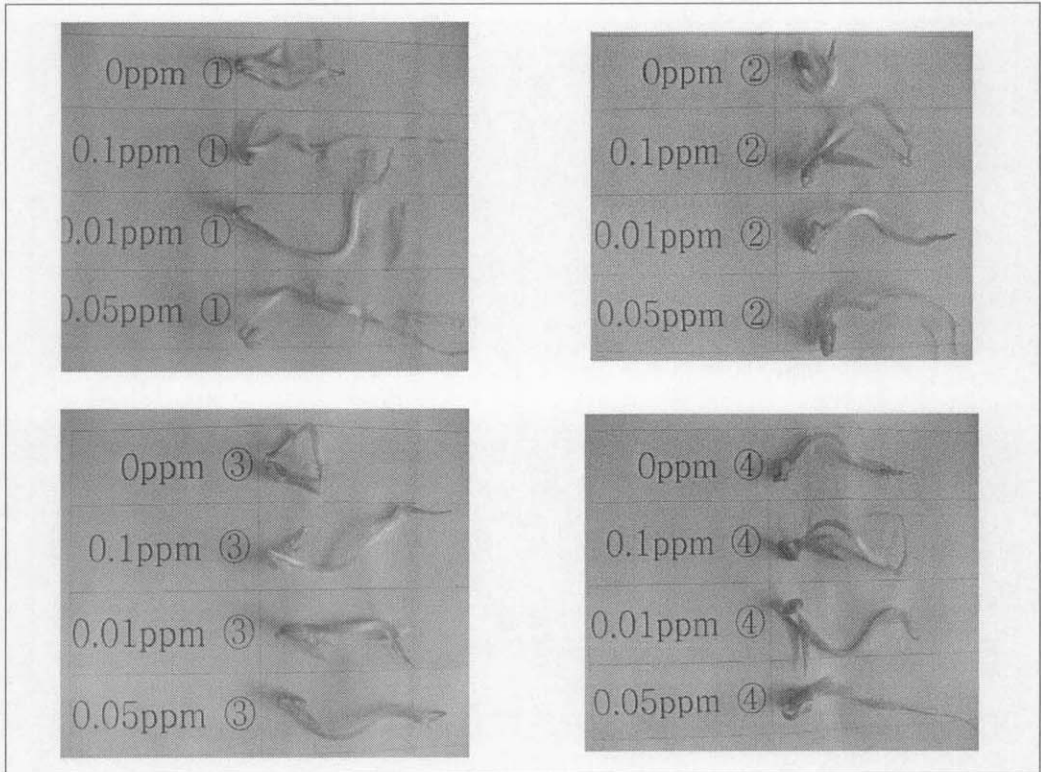 0ppm ①
0.1ppm ①
0.01ppm ①
0.05ppm ①
0ppm ②
0.1ppm ②
0.01ppm ②
0.05ppm ②
0ppm ③
0.1ppm ③
0.01ppm ③
0.05ppm ③
0ppm ④
0.1ppm ④
0.01ppm ④
0.05ppm ④